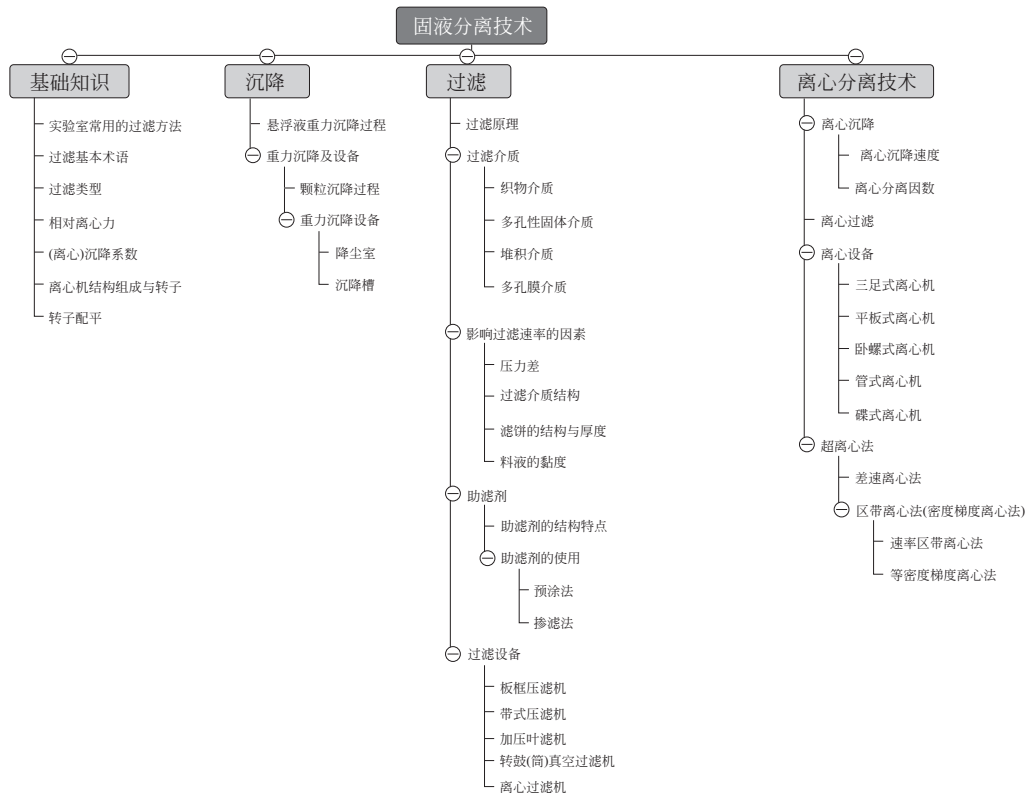 固液分离技术
基础知识
实验室常用的过滤方法
过滤基本术语
过滤类型
相对离心力
(离心)沉降系数
离心机结构组成与转子
转子配平
沉降
悬浮液重力沉降过程
重力沉降及设备
颗粒沉降过程
重力沉降设备
降尘室
沉降槽
过滤
过滤原理
过滤介质
织物介质
多孔性固体介质
堆积介质
多孔膜介质
影响过滤速率的因素
压力差
过滤介质结构
滤饼的结构与厚度
料液的黏度
助滤剂
助滤剂的结构特点
助滤剂的使用
预涂法
掺滤法
过滤设备
板框压滤机
带式压滤机
加压叶滤机
转鼓(筒)真空过滤机
离心过滤机
离心分离技术
离心沉降
离心沉降速度
离心分离因数
离心过滤
离心设备
三足式离心机
平板式离心机
卧螺式离心机
管式离心机
碟式离心机
超离心法
差速离心法
区带离心法(密度梯度离心法)
速率区带离心法
等密度梯度离心法